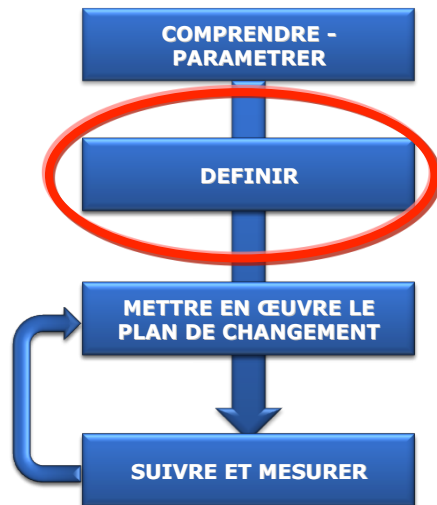 COMPRENDRE -
PARAMETRER
DEFINIR
METTRE EN ŒUVRE LE
PLAN DE CHANGEMENT
SUIVRE ET MESURER